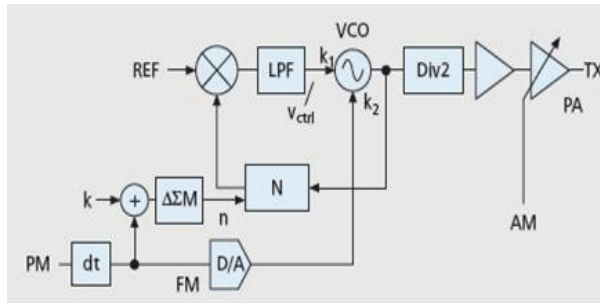 VCO
REF
LPF
k1
Div2
TX
PA
vctrl
k2
N
k
+
ΔΣM
n
AM
PM
dt
FM
D/A